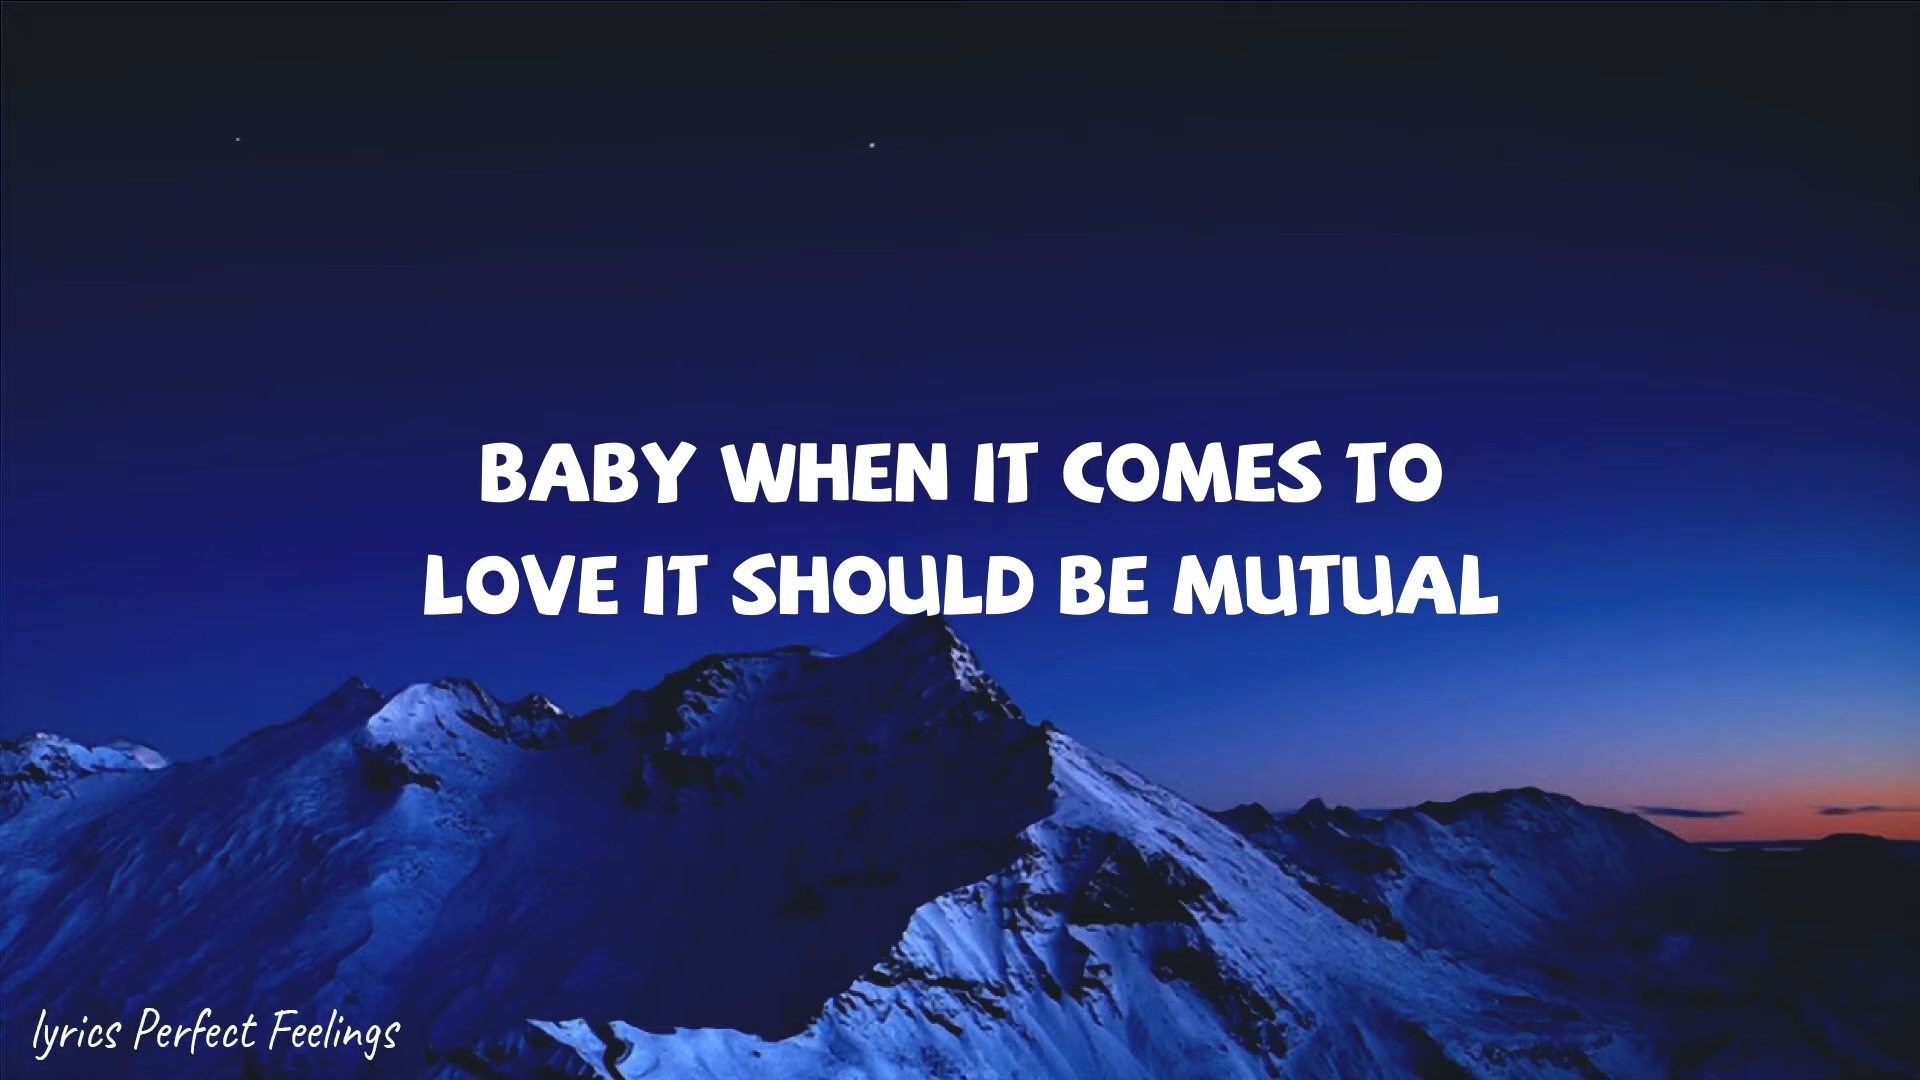 BABY WHEN IT COMES TO
LOVE IT SHOULD BE MUTUAL
lyrics Perfect Feelings